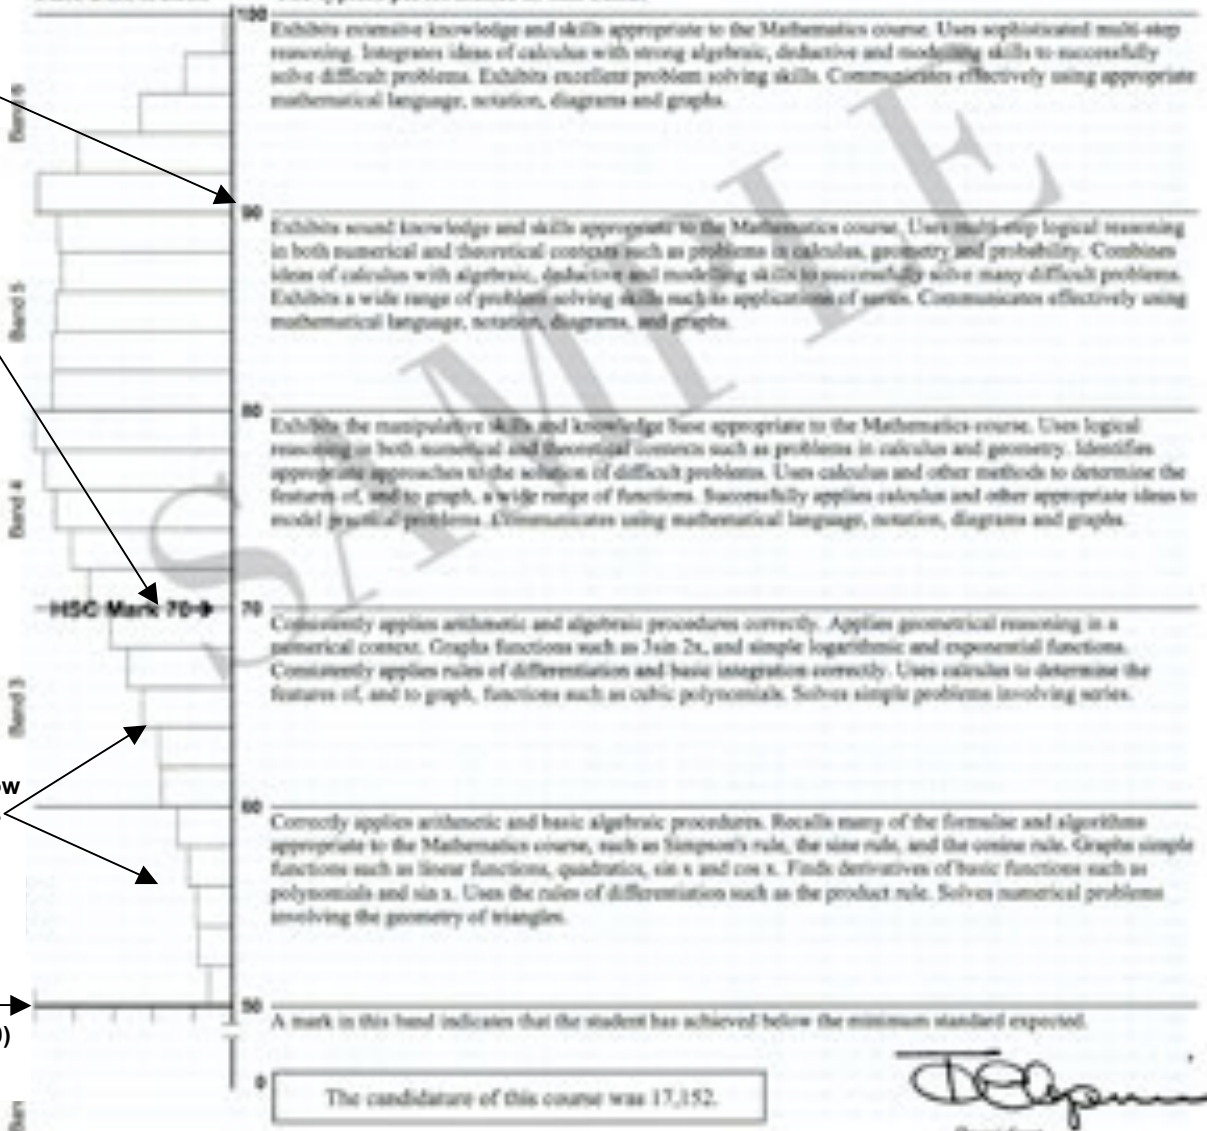 100
Exhibits extensive knowledge and skills appropriate to the Mathematics course. Uses sophisticated multi-step
reasoning. Integrates ideas of calculus with strong algebraic, deductive and modelling skills to successfully
solve difficult problems. Exhibits excellent problem solving skills. Communicates effectively using appropriate
mathematical language, notation, diagrams and graphs.
Band 6
90
Exhibits sound knowledge and skills appropriate to the Mathematics course. Uses multi-step logical reasoning
in both numerical and theoretical contexts such as problems in calculus, geometry and probability. Combines
ideas of calculus with algebraic, deductive and modelling skills to successfully solve many difficult problems.
Exhibits a wide range of problem solving skills such as applications of series. Communicates effectively using
mathematical language, notation, diagrams, and graphs.
Band 5
80
Exhibits the manipulative skills and knowledge base appropriate to the Mathematics course. Uses logical
reasoning in both numerical and theoretical contexts such as problems in calculus and geometry. Identifies
appropriate approaches to the solution of difficult problems. Uses calculus and other methods to determine the
features of, and to graph, a wide range of functions. Successfully applies calculus and other appropriate ideas to
model practical problems. Communicates using mathematical language, notation, diagrams and graphs.
Band 4
HSC Mark 70
70
Consistently applies arithmetic and algebraic procedures correctly. Applies geometrical reasoning in a
numerical context. Graphs functions such as 3sin 2x, and simple logarithmic and exponential functions.
Consistently applies rules of differentiation and basic integration correctly. Uses calculus to determine the
features of, and to graph, functions such as cubic polynomials. Solves simple problems involving series.
Band 3
60
Correctly applies arithmetic and basic algebraic procedures. Recalls many of the formulae and algorithms
appropriate to the Mathematics course, such as Simpson's rule, the sine rule, and the cosine rule. Graphs simple
functions such as linear functions, quadratics, sin x and cos x. Finds derivatives of basic functions such as
polynomials and sin x. Uses the rules of differentiation such as the product rule. Solves numerical problems
involving the geometry of triangles.
50
A mark in this band indicates that the student has achieved below the minimum standard expected.
0
The candidature of this course was 17,152.
SAMPLE